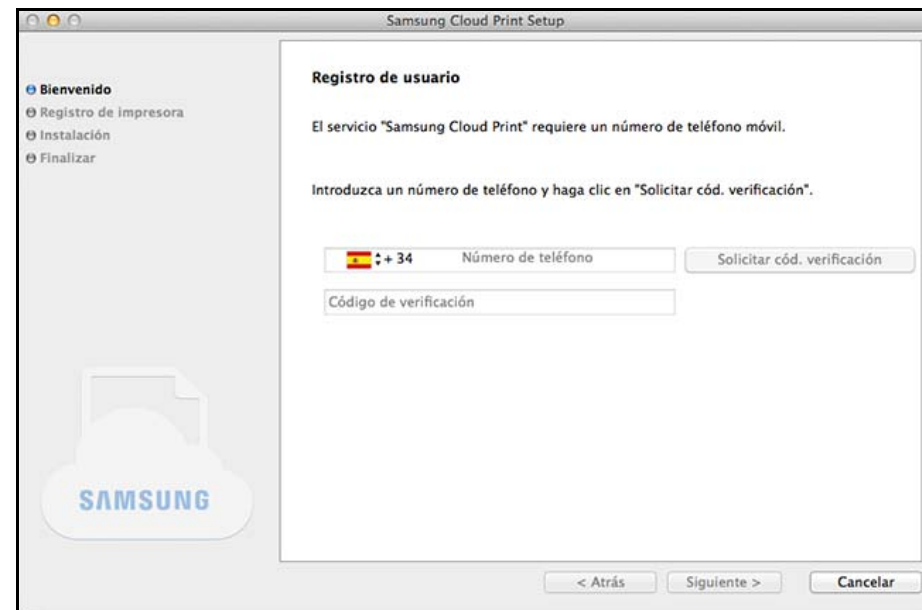 Samsung Cloud Print Setup
Bienvenido
Registro de impresora
Instalación
Finalizar
SAMSUNG
Registro de usuario
El servicio "Samsung Cloud Print" requiere un número de teléfono móvil.
Introduzca un número de teléfono y haga clic en "Solicitar cód. verificación".
+ 34 Número de teléfono Solicitar cód. verificación
Código de verificación
< Atrás Siguiente > Cancelar